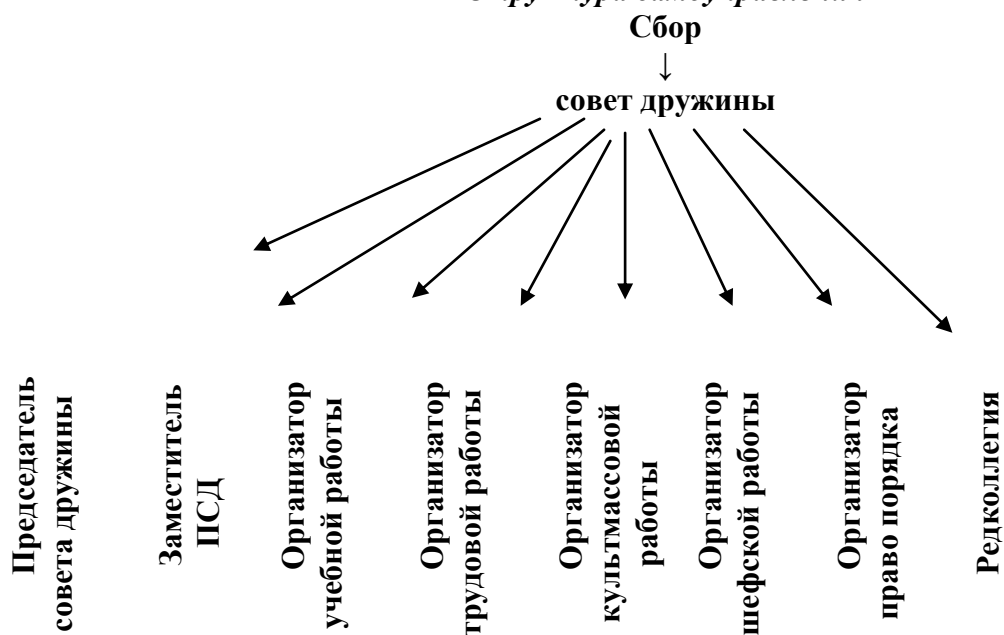 Сбор
↓
совет дружины
Председатель
совета дружины
Заместитель
ПСД
Организатор
учебной работы
Организатор
трудовой работы
Организатор
культмассовой
работы
Организатор
шефской работы
Организатор
право порядка
Редколлегия